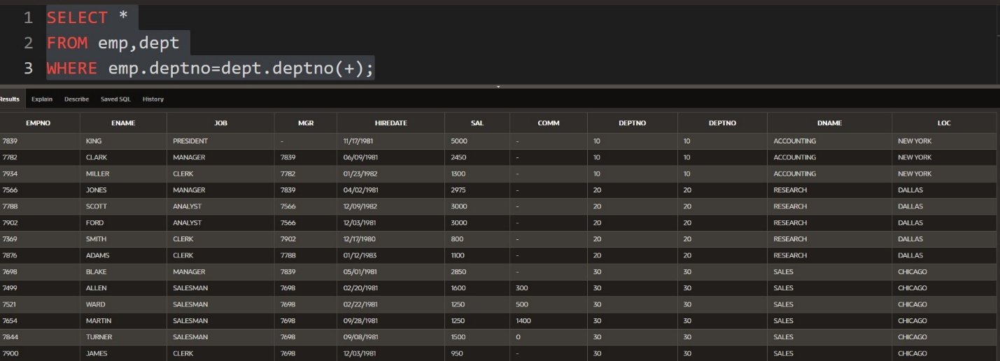 1 SELECT *
2 FROM emp,dept
3 WHERE emp.deptno=dept.deptno(+);
Results Explain Describe Saved SQL History
EMPNO ENAME JOB MGR HIREDATE SAL COMM DEPTNO DEPTNO DNAME LOC
7839 KING PRESIDENT - 11/17/1981 5000 - 10 10 ACCOUNTING NEW YORK
7782 CLARK MANAGER 7839 06/09/1981 2450 - 10 10 ACCOUNTING NEW YORK
7934 MILLER CLERK 7782 01/23/1982 1300 - 10 10 ACCOUNTING NEW YORK
7566 JONES MANAGER 7839 04/02/1981 2975 - 20 20 RESEARCH DALLAS
7788 SCOTT ANALYST 7566 12/09/1982 3000 - 20 20 RESEARCH DALLAS
7902 FORD ANALYST 7566 12/03/1981 3000 - 20 20 RESEARCH DALLAS
7369 SMITH CLERK 7902 12/17/1980 800 - 20 20 RESEARCH DALLAS
7876 ADAMS CLERK 7788 01/12/1983 1100 - 20 20 RESEARCH DALLAS
7698 BLAKE MANAGER 7839 05/01/1981 2850 - 30 30 SALES CHICAGO
7499 ALLEN SALESMAN 7698 02/20/1981 1600 300 30 30 SALES CHICAGO
7521 WARD SALESMAN 7698 02/22/1981 1250 500 30 30 SALES CHICAGO
7654 MARTIN SALESMAN 7698 09/28/1981 1250 1400 30 30 SALES CHICAGO
7844 TURNER SALESMAN 7698 09/08/1981 1500 0 30 30 SALES CHICAGO
7900 JAMES CLERK 7698 12/03/1981 950 - 30 30 SALES CHICAGO